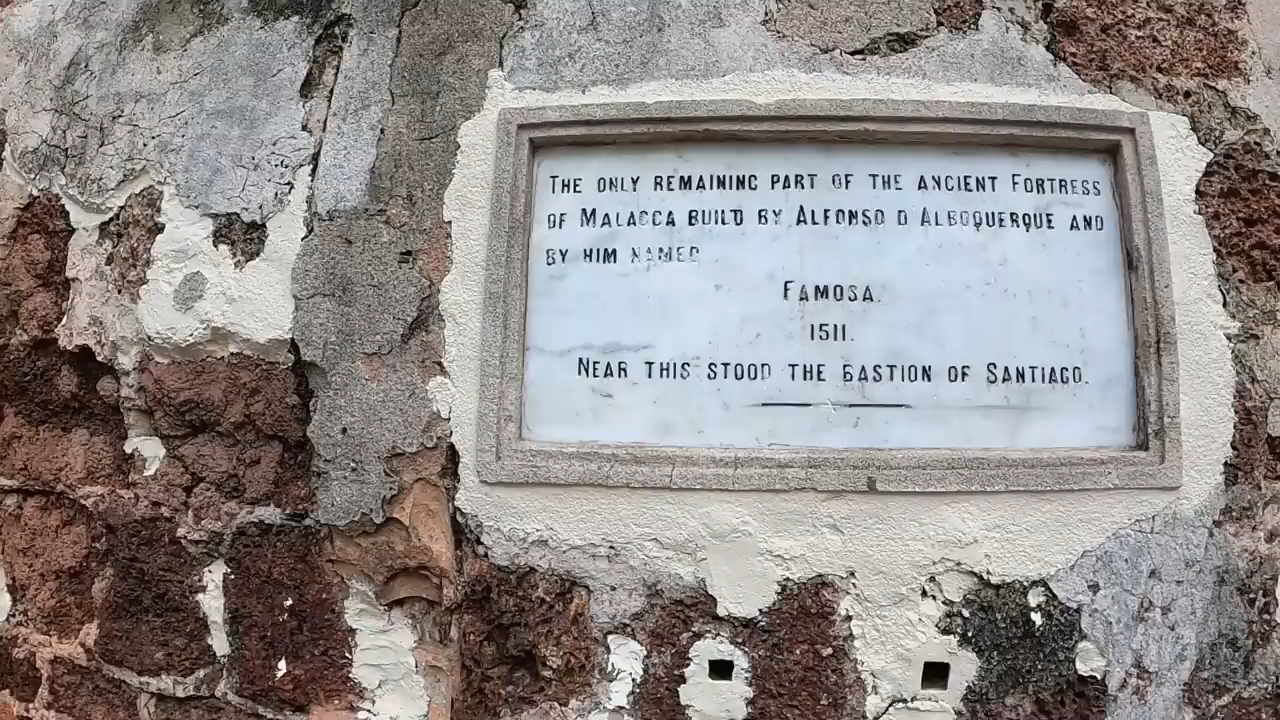 THE ONLY REMAINING PART OF THE ANCIENT FORTRESS
OF MALACCA BUILT BY ALFONSO D ALBOQUERQUE AND
BY HIM NAMED
FAMOSA.
1511.
NEAR THIS STOOD THE BASTION OF SANTIAGO.